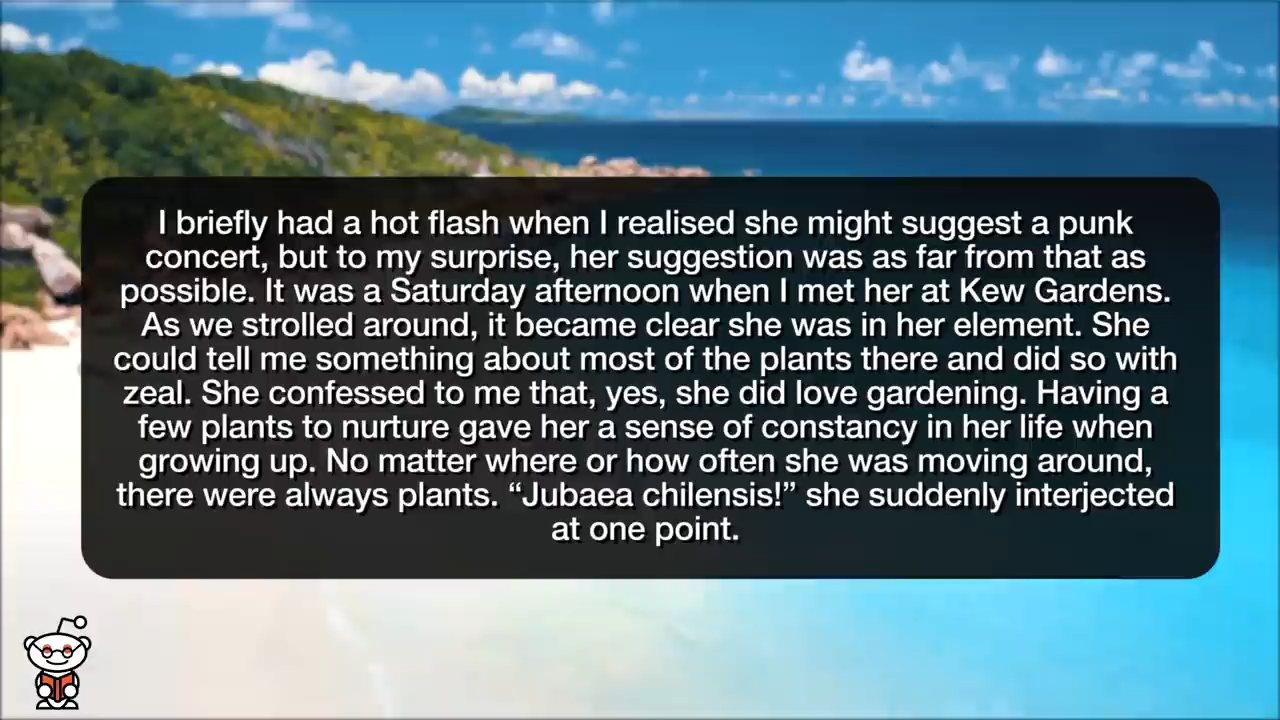 I briefly had a hot flash when I realised she might suggest a punk
concert, but to my surprise, her suggestion was as far from that as
possible. It was a Saturday afternoon when I met her at Kew Gardens.
As we strolled around, it became clear she was in her element. She
could tell me something about most of the plants there and did so with
zeal. She confessed to me that, yes, she did love gardening. Having a
few plants to nurture gave her a sense of constancy in her life when
growing up. No matter where or how often she was moving around,
there were always plants. “Jubaea chilensis!” she suddenly interjected
at one point.